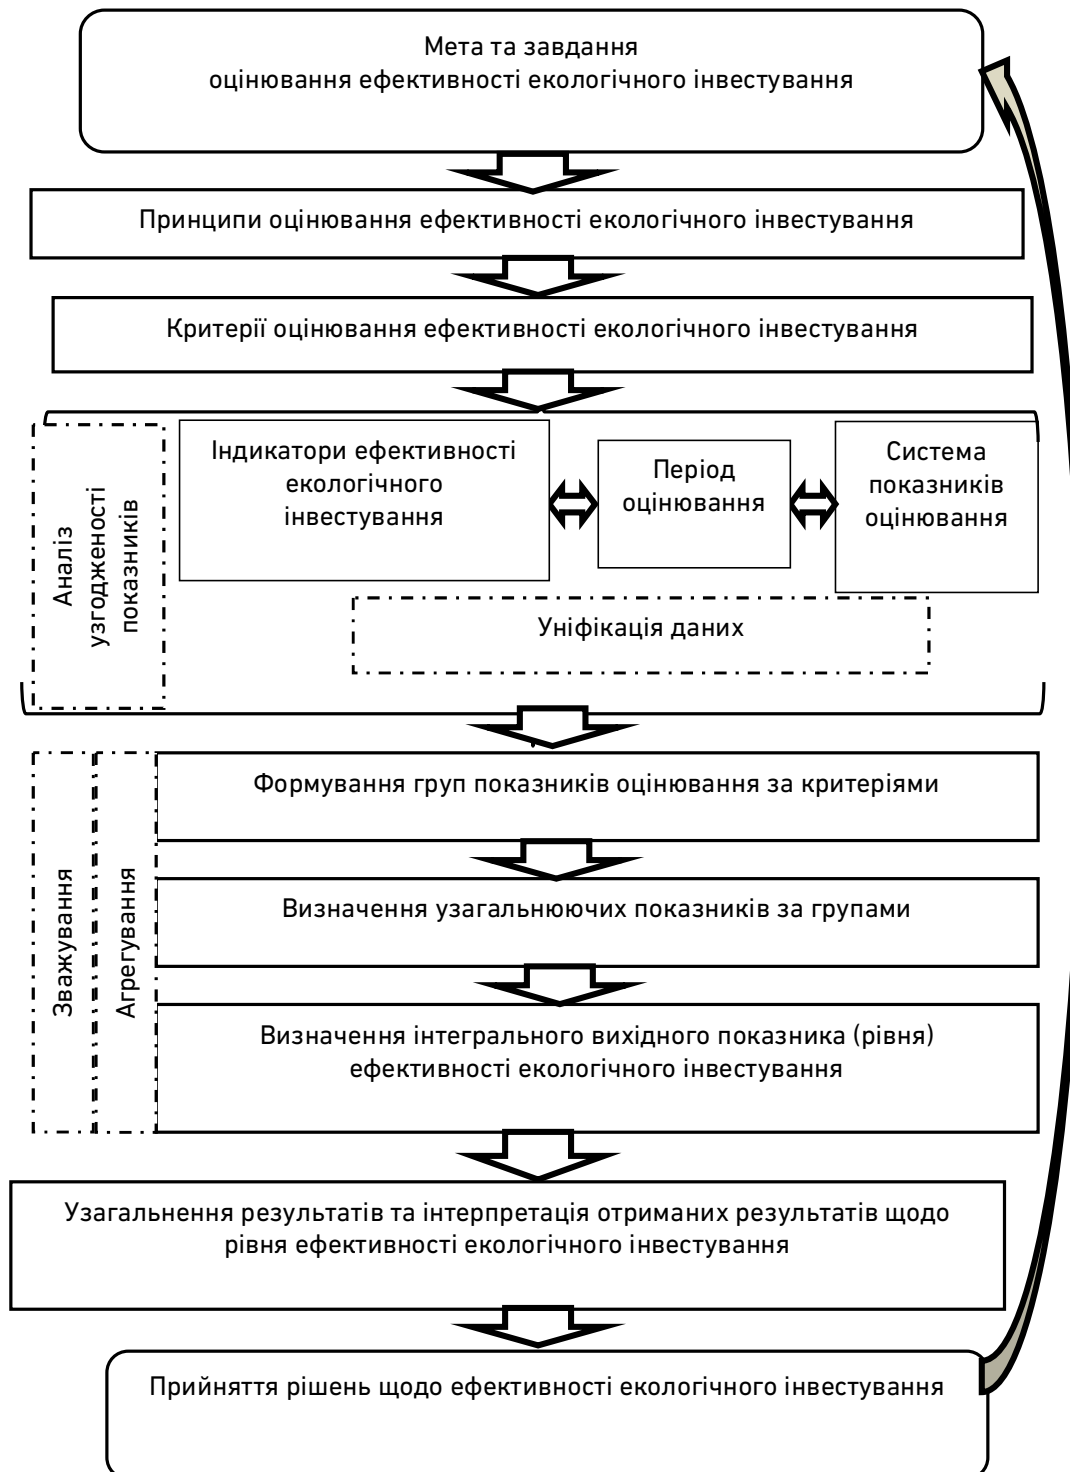 Мета та завдання
оцінювання ефективності екологічного інвестування
Принципи оцінювання ефективності екологічного інвестування
Критерії оцінювання ефективності екологічного інвестування
Аналіз
узгодженості
показників
Індикатори ефективності
екологічного
інвестування
Період
оцінювання
Система
показників
оцінювання
Уніфікація даних
Зважування
Агрегування
Формування груп показників оцінювання за критеріями
Визначення узагальнюючих показників за групами
Визначення інтегрального вихідного показника (рівня)
ефективності екологічного інвестування
Узагальнення результатів та інтерпретація отриманих результатів щодо
рівня ефективності екологічного інвестування
Прийняття рішень щодо ефективності екологічного інвестування